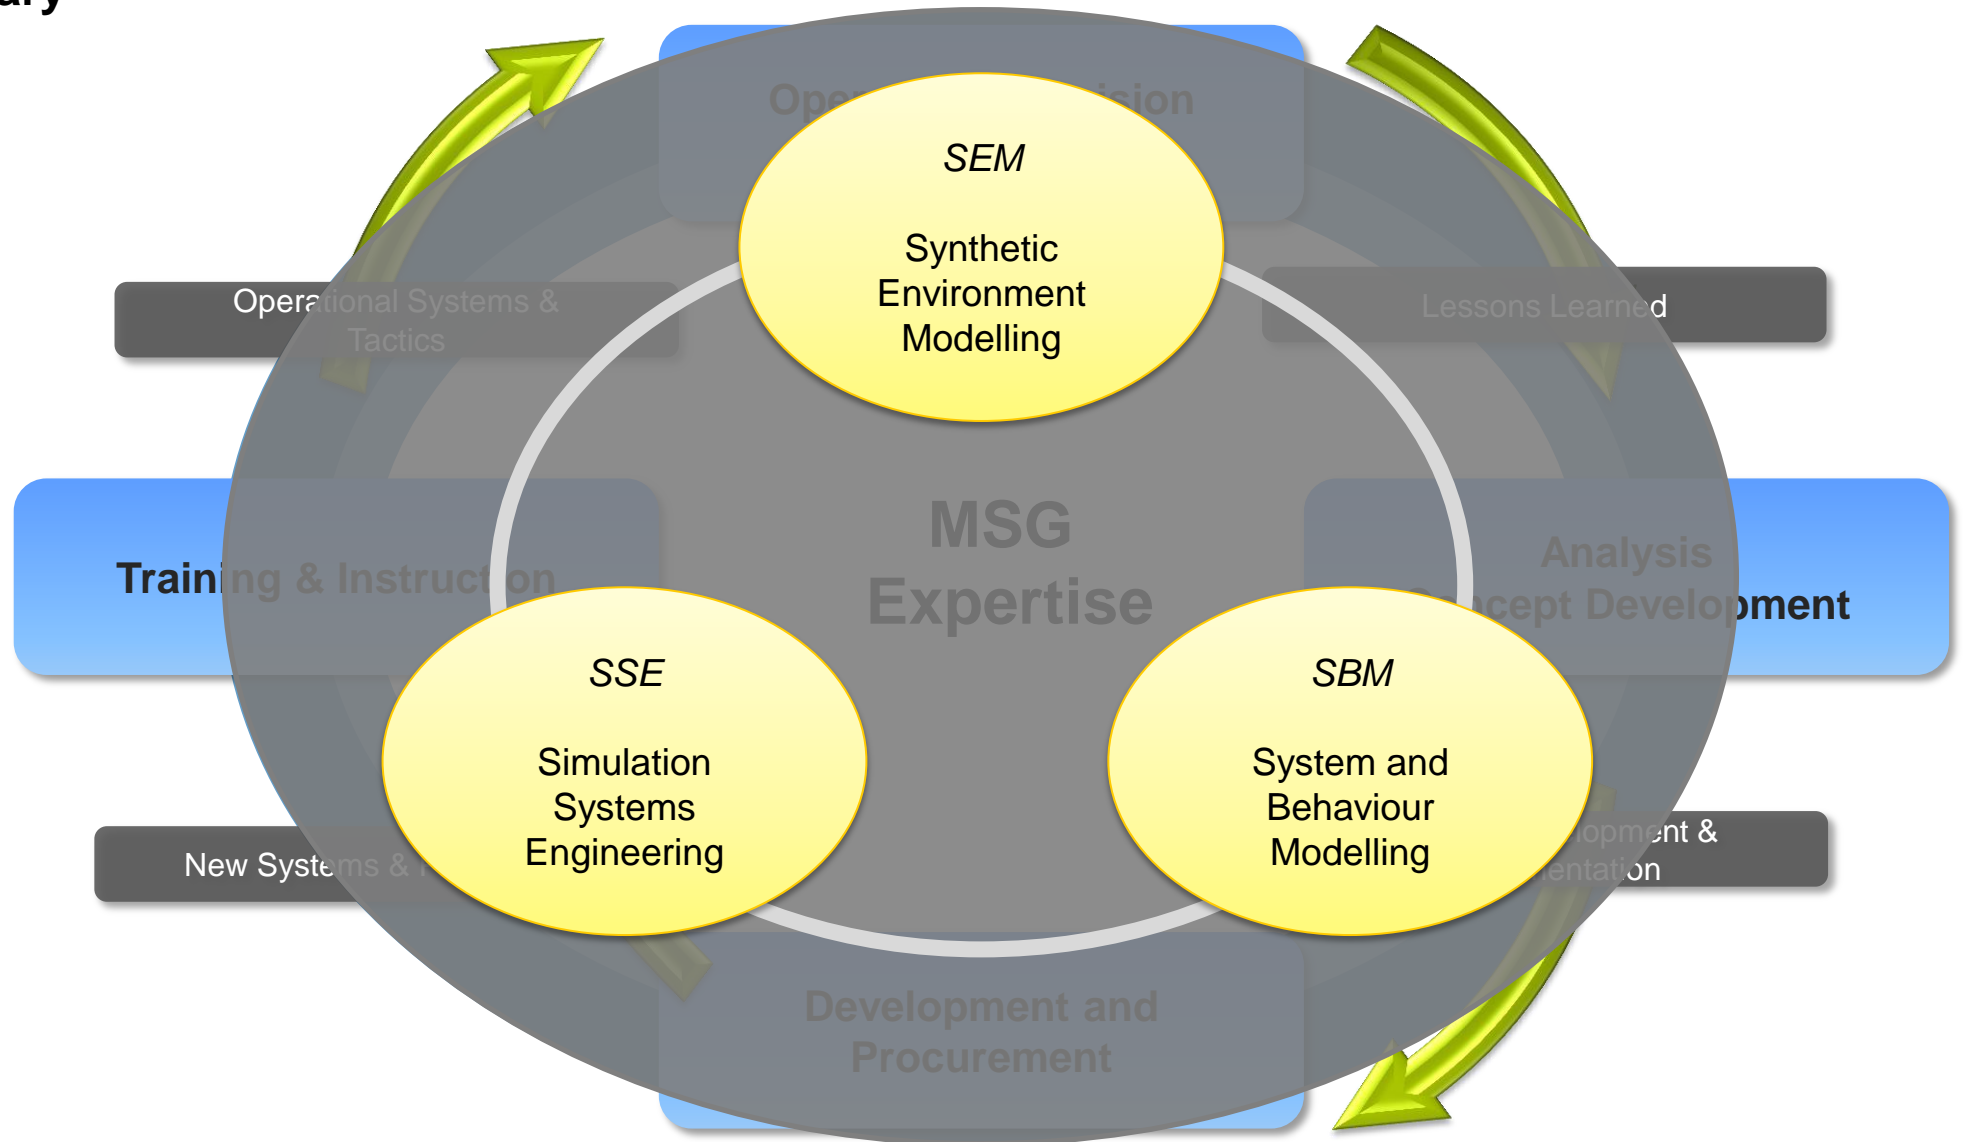 SEM
Synthetic
Environment
Modelling
Operational Systems &
Tactics
Lessons Learned
MSG
Expertise
Training & Instruction
Analysis
Development
SSE
Simulation
Systems
Engineering
SBM
System and
Behaviour
Modelling
New Systems &
&
Development and
Procurement